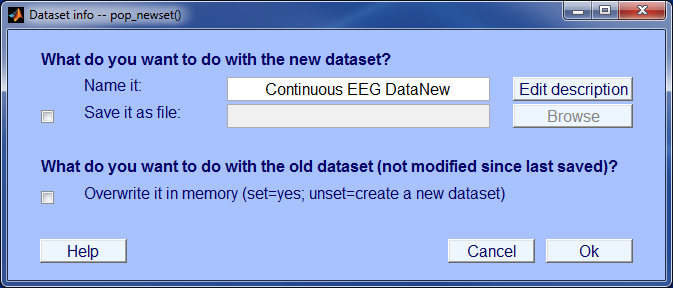 Dataset info -- pop_newset()
What do you want to do with the new dataset?
Name it: Continuous EEG DataNew Edit description
Save it as file: Browse
What do you want to do with the old dataset (not modified since last saved)?
Overwrite it in memory (set=yes; unset=create a new dataset)
Help Cancel Ok